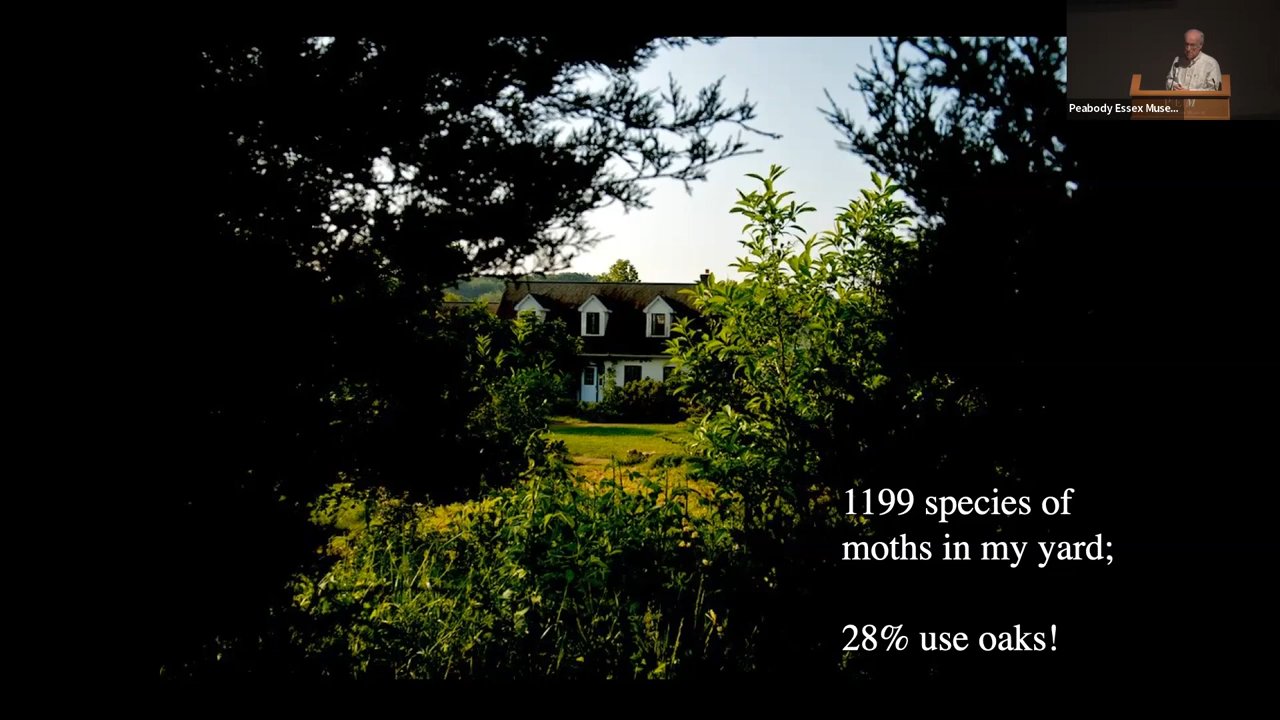 Peabody Essex Muse...
1199 species of
moths in my yard;
28% use oaks!